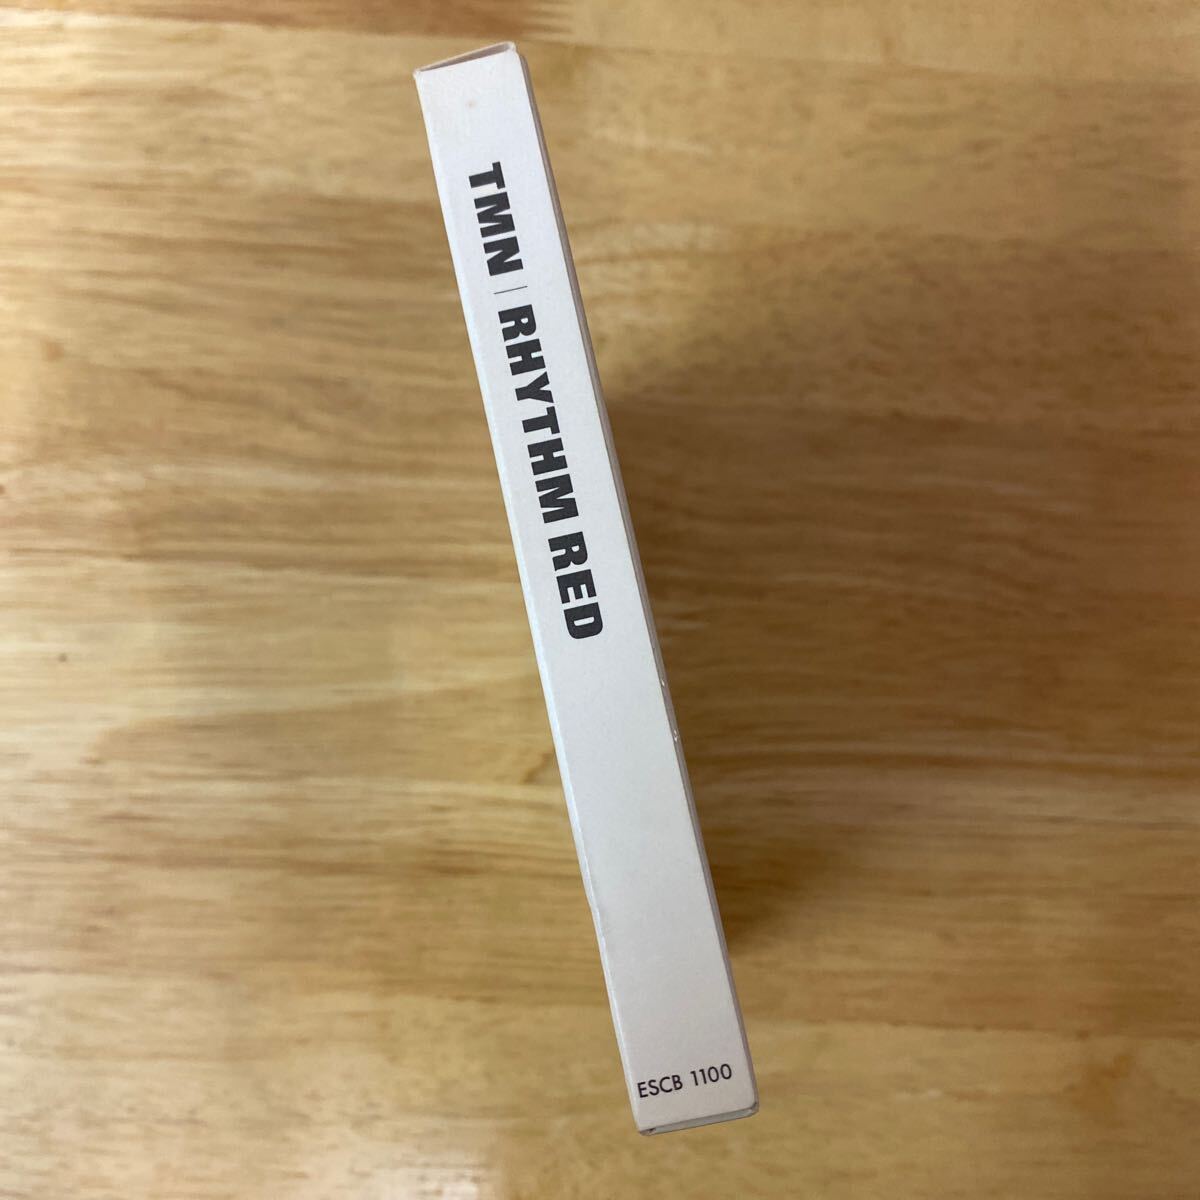 TMN | RHYTHM RED
ESCB 1100